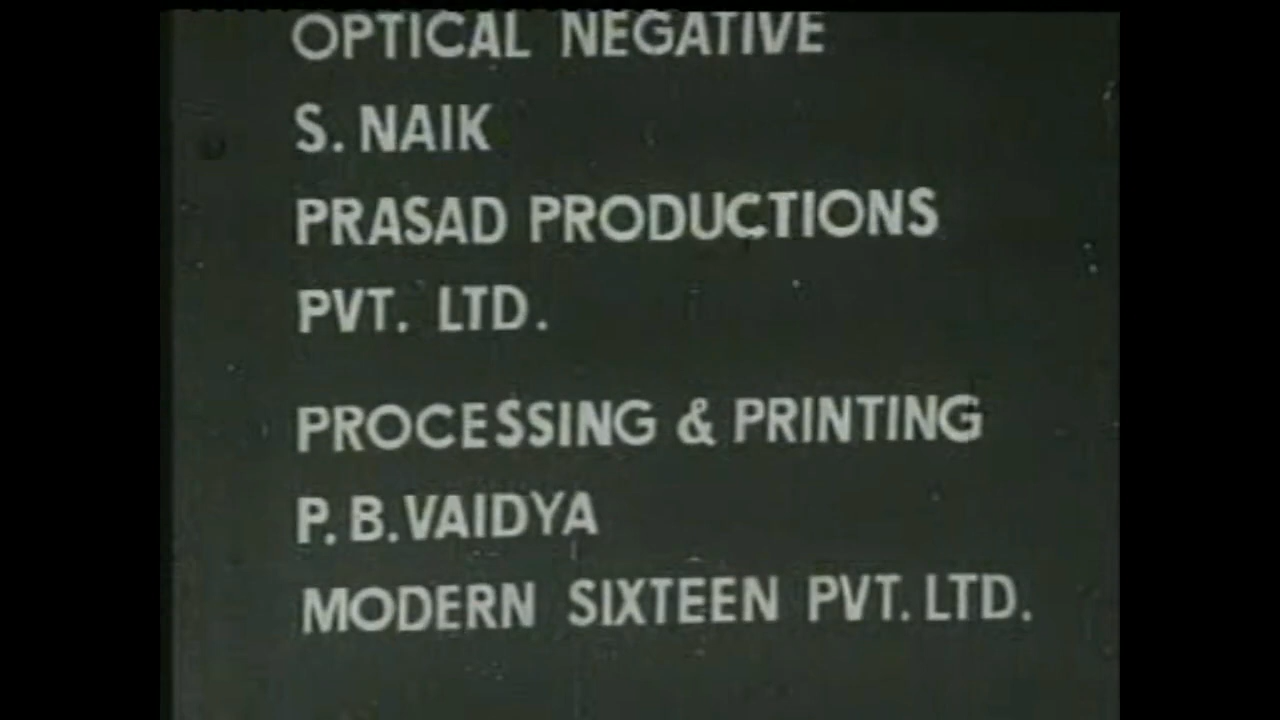 OPTICAL NEGATIVE
S. NAIK
PRASAD PRODUCTIONS
PVT. LTD.
PROCESSING & PRINTING
P. B. VAIDYA
MODERN SIXTEEN PVT. LTD.